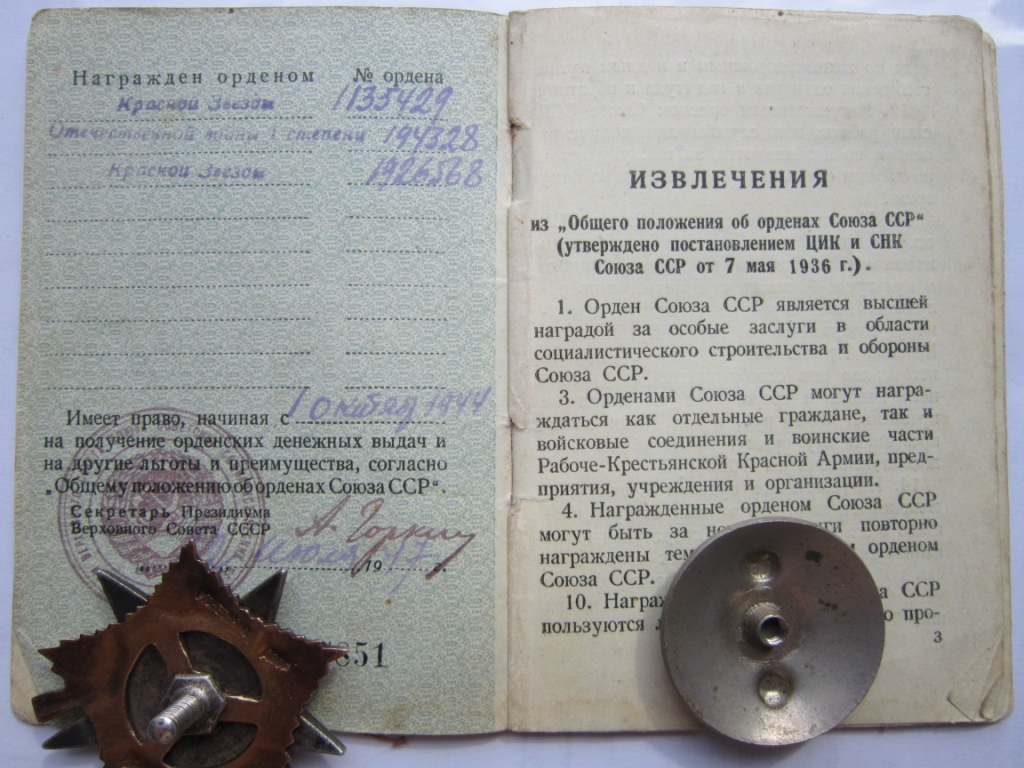 Награжден орденом № ордена
Красной Звезды 1135429
Отечественной войны I степени 194328
Красной Звезды 1926568
Имеет право, начиная с 1 октября 1944
на получение орденских денежных выдач и
на другие льготы и преимущества, согласно
„Общему положению об орденах Союза ССР“.
Секретарь Президиума
Верховного Совета СССР А. Горкин
19 г.
851
ИЗВЛЕЧЕНИЯ
из „Общего положения об орденах Союза ССР“
(утверждено постановлением ЦИК и СНК
Союза ССР от 7 мая 1936 г.).
1. Орден Союза ССР является высшей
наградой за особые заслуги в области
социалистического строительства и обороны
Союза ССР.
3. Орденами Союза ССР могут награ-
ждаться как отдельные граждане, так и
войсковые соединения и воинские части
Рабоче-Крестьянской Красной Армии, пред-
приятия, учреждения и организации.
4. Награжденные орденом Союза ССР
могут быть за повторно
награждены орденом
Союза ССР.
10. ССР
пользуются про-
3